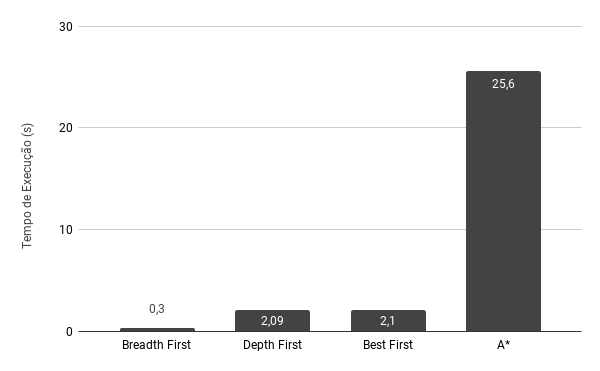 30
20
10
0
Tempo de Execução (s)
0,3
2,09
2,1
25,6
Breadth First
Depth First
Best First
A*